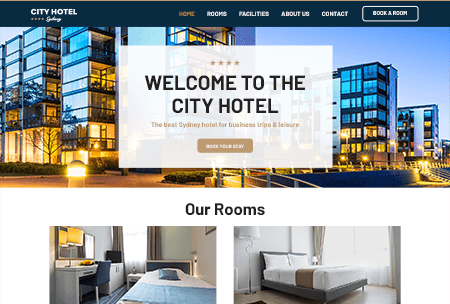 CITY HOTEL
★★★★ Sydney
HOME ROOMS FACILITIES ABOUT US CONTACT BOOK A ROOM
★★★★
WELCOME TO THE
CITY HOTEL
The best Sydney hotel for business trips & leisure
BOOK YOUR STAY
Our Rooms